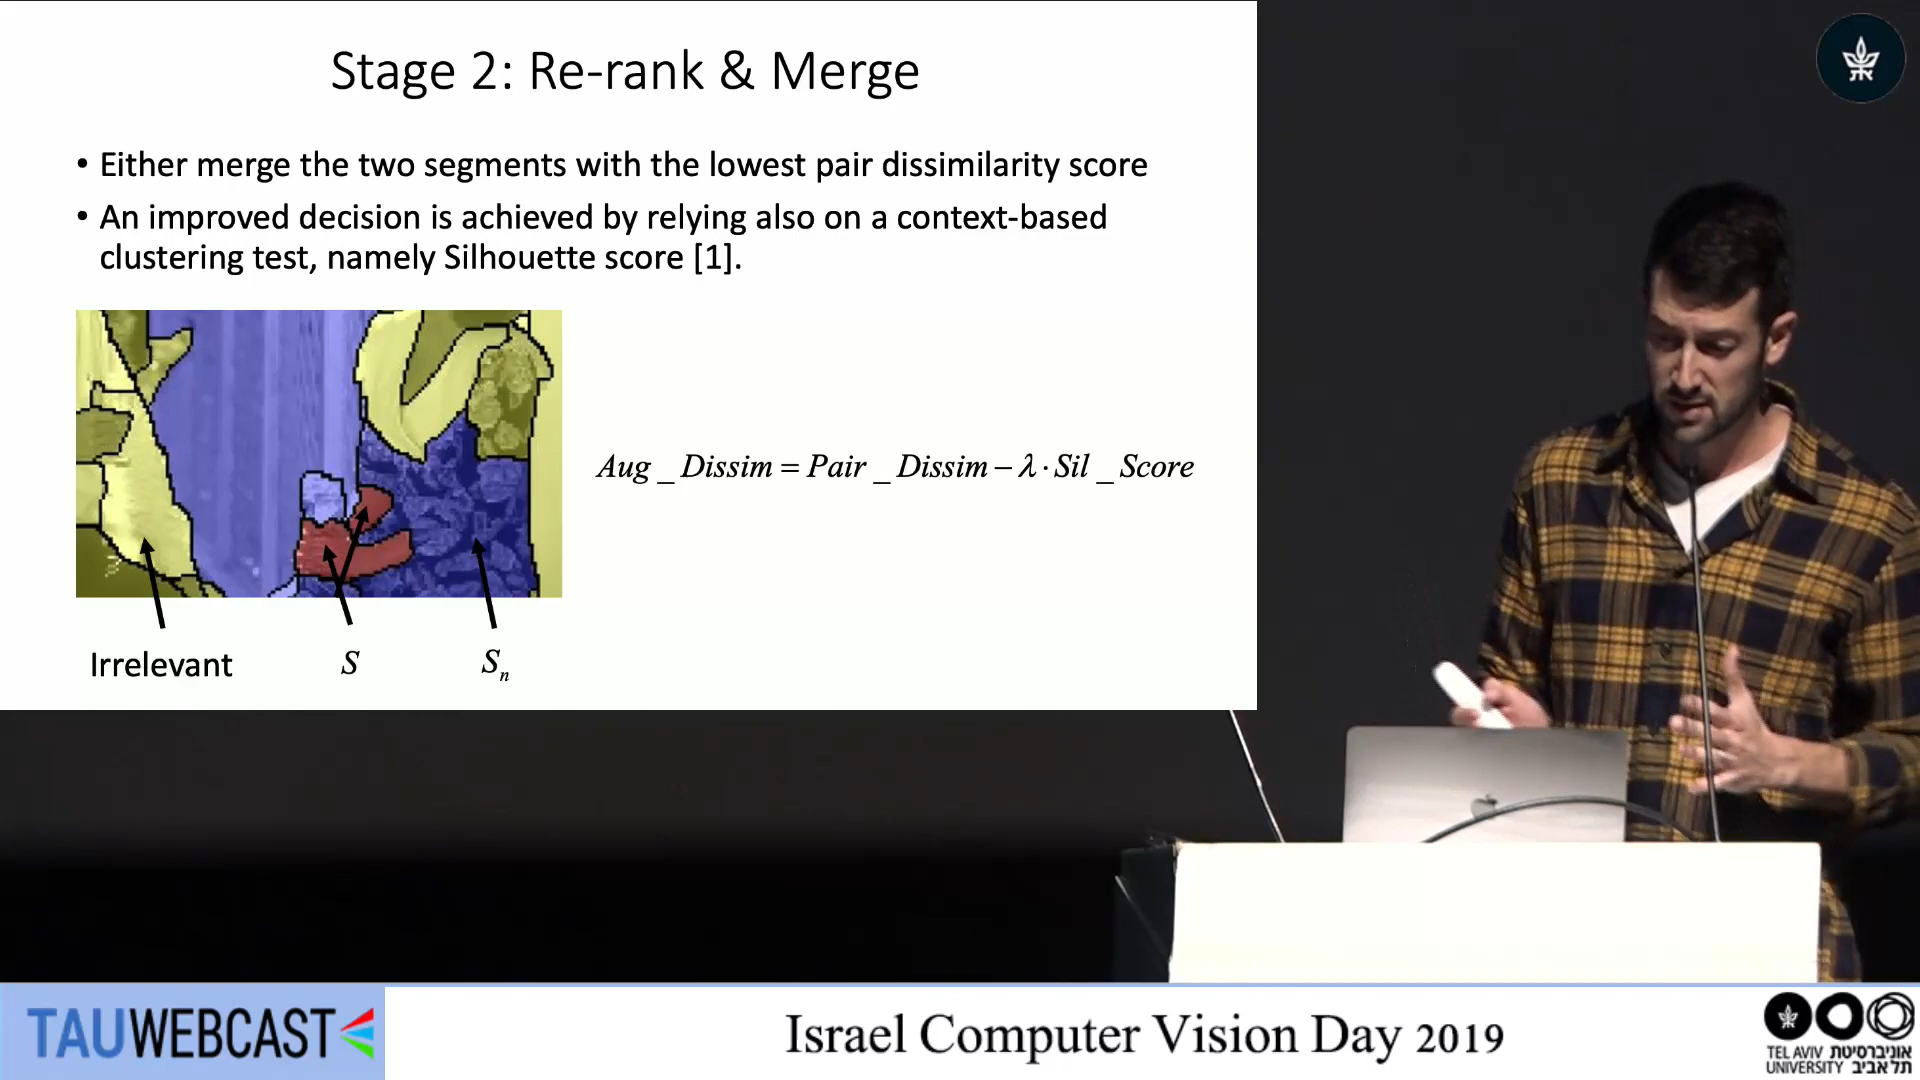 Stage 2: Re-rank & Merge
• Either merge the two segments with the lowest pair dissimilarity score
• An improved decision is achieved by relying also on a context-based
clustering test, namely Silhouette score [1].
Aug _ Dissim = Pair _ Dissim − λ · Sil _ Score
Irrelevant
S
Sₙ
TAUWEBCAST
Israel Computer Vision Day 2019
TEL AVIV אוניברסיטת
UNIVERSITY תל אביב